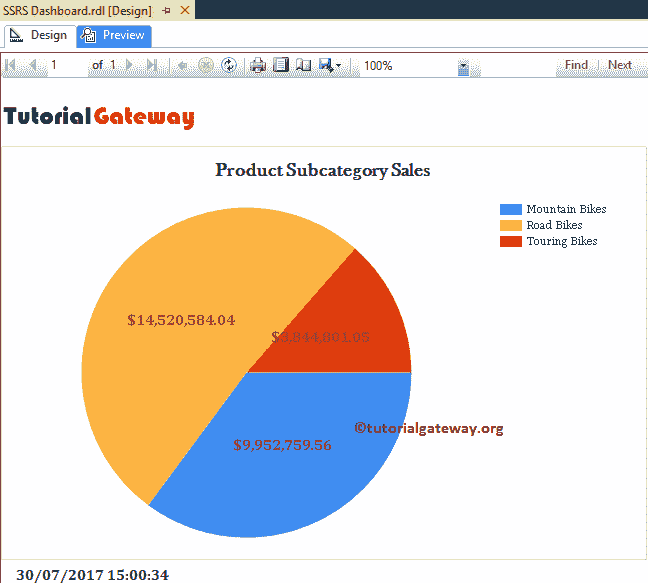 SSRS Dashboard.rdl [Design]
Design Preview
1 of 1 100% Find Next
TutorialGateway
Product Subcategory Sales
Mountain Bikes
Road Bikes
Touring Bikes
$14,520,584.04
$3,844,801.05
©tutorialgateway.org
$9,952,759.56
30/07/2017 15:00:34